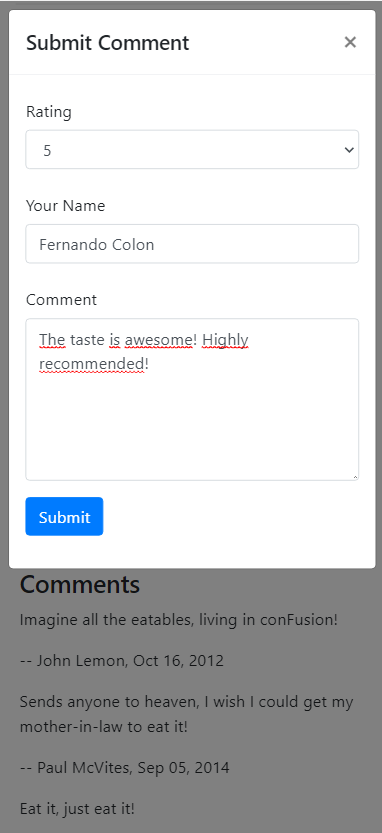 Submit Comment ×
Rating
5
Your Name
Fernando Colon
Comment
The taste is awesome! Highly
recommended!
Submit
Comments
Imagine all the eatables, living in conFusion!
-- John Lemon, Oct 16, 2012
Sends anyone to heaven, I wish I could get my
mother-in-law to eat it!
-- Paul McVites, Sep 05, 2014
Eat it, just eat it!